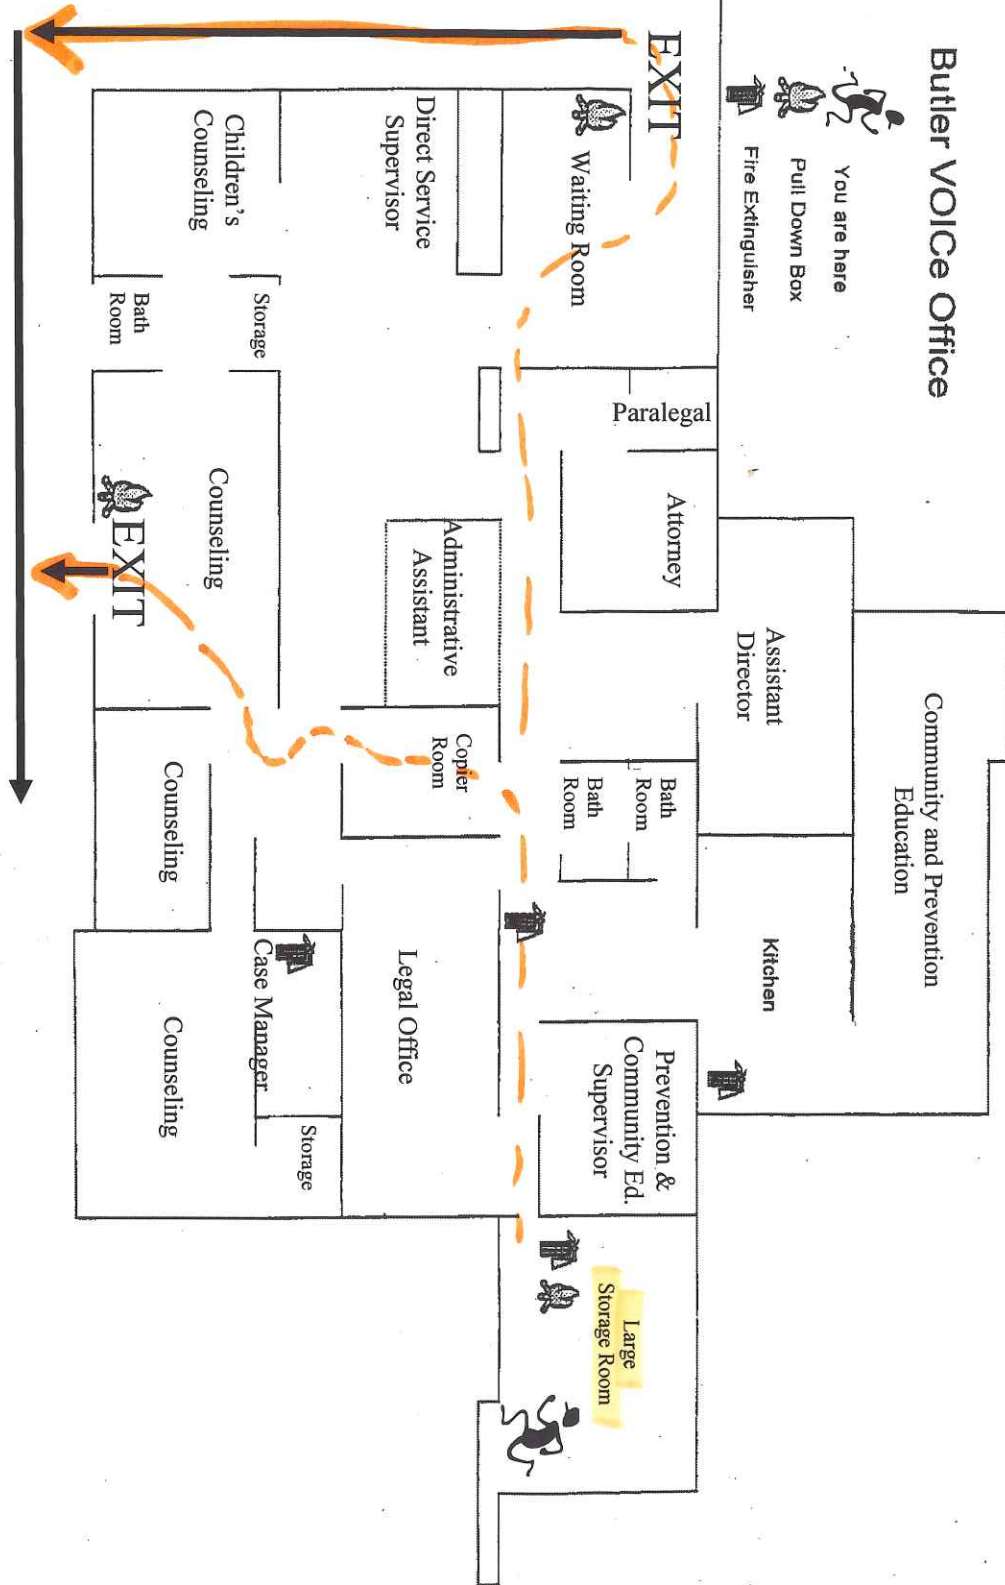 Butler VOICe Office
You are here
Pull Down Box
Fire Extinguisher
EXIT
Waiting Room
Direct Service
Supervisor
Children's
Counseling
Storage
Bath
Room
Paralegal
Attorney
Assistant
Director
Community and Prevention
Education
Administrative
Assistant
Counseling
EXIT
Copier
Room
Bath
Room
Bath
Room
Kitchen
Counseling
Legal Office
Case Manager
Counseling
Storage
Prevention &
Community Ed.
Supervisor
Large
Storage Room